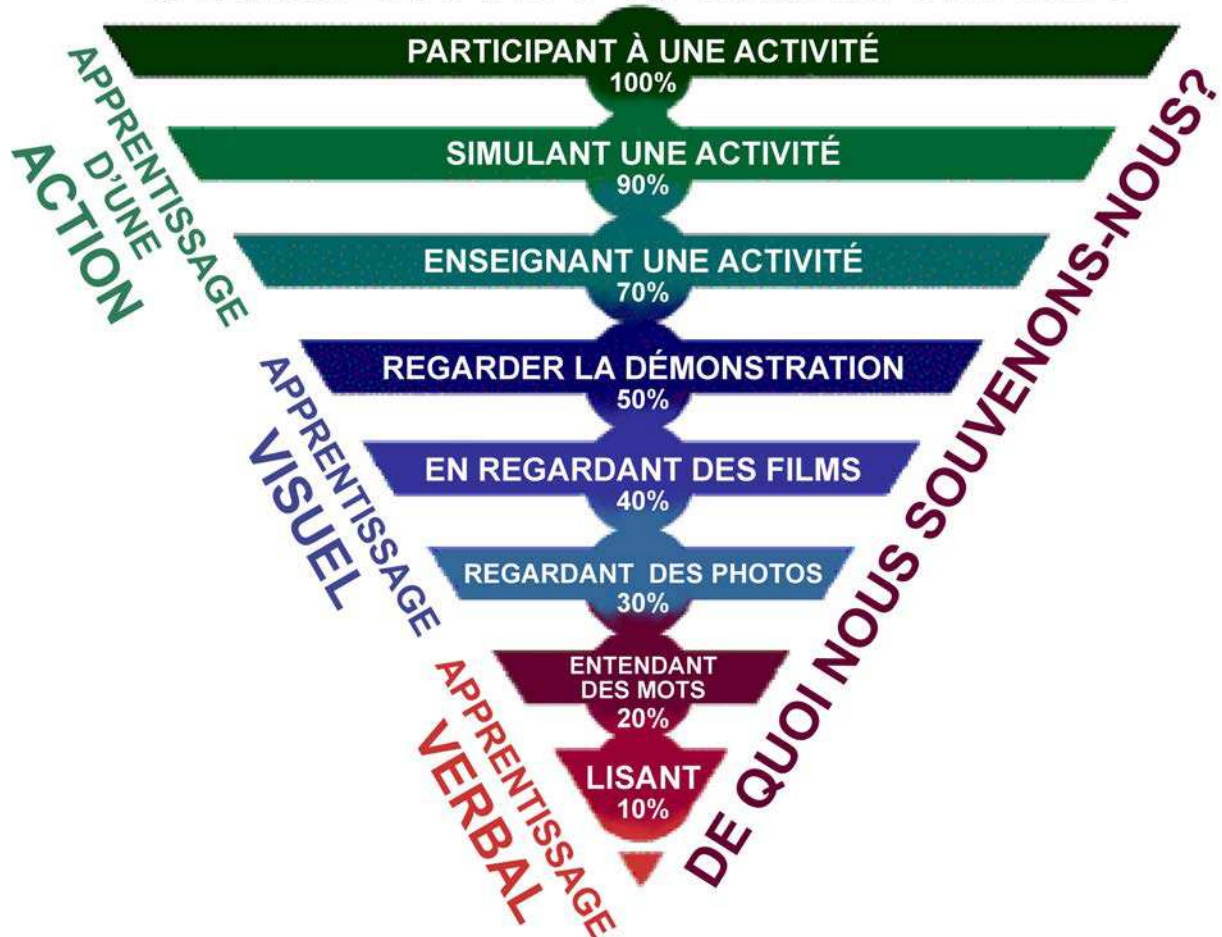 PARTICIPANT À UNE ACTIVITÉ
100%
SIMULANT UNE ACTIVITÉ
90%
ENSEIGNANT UNE ACTIVITÉ
70%
REGARDER LA DÉMONSTRATION
50%
EN REGARDANT DES FILMS
40%
REGARDANT DES PHOTOS
30%
ENTENDANT
DES MOTS
20%
LISANT
10%
APPRENTISSAGE
D'UNE
ACTION
APPRENTISSAGE
VISUEL
APPRENTISSAGE
VERBAL
DE QUOI NOUS SOUVENONS-NOUS?